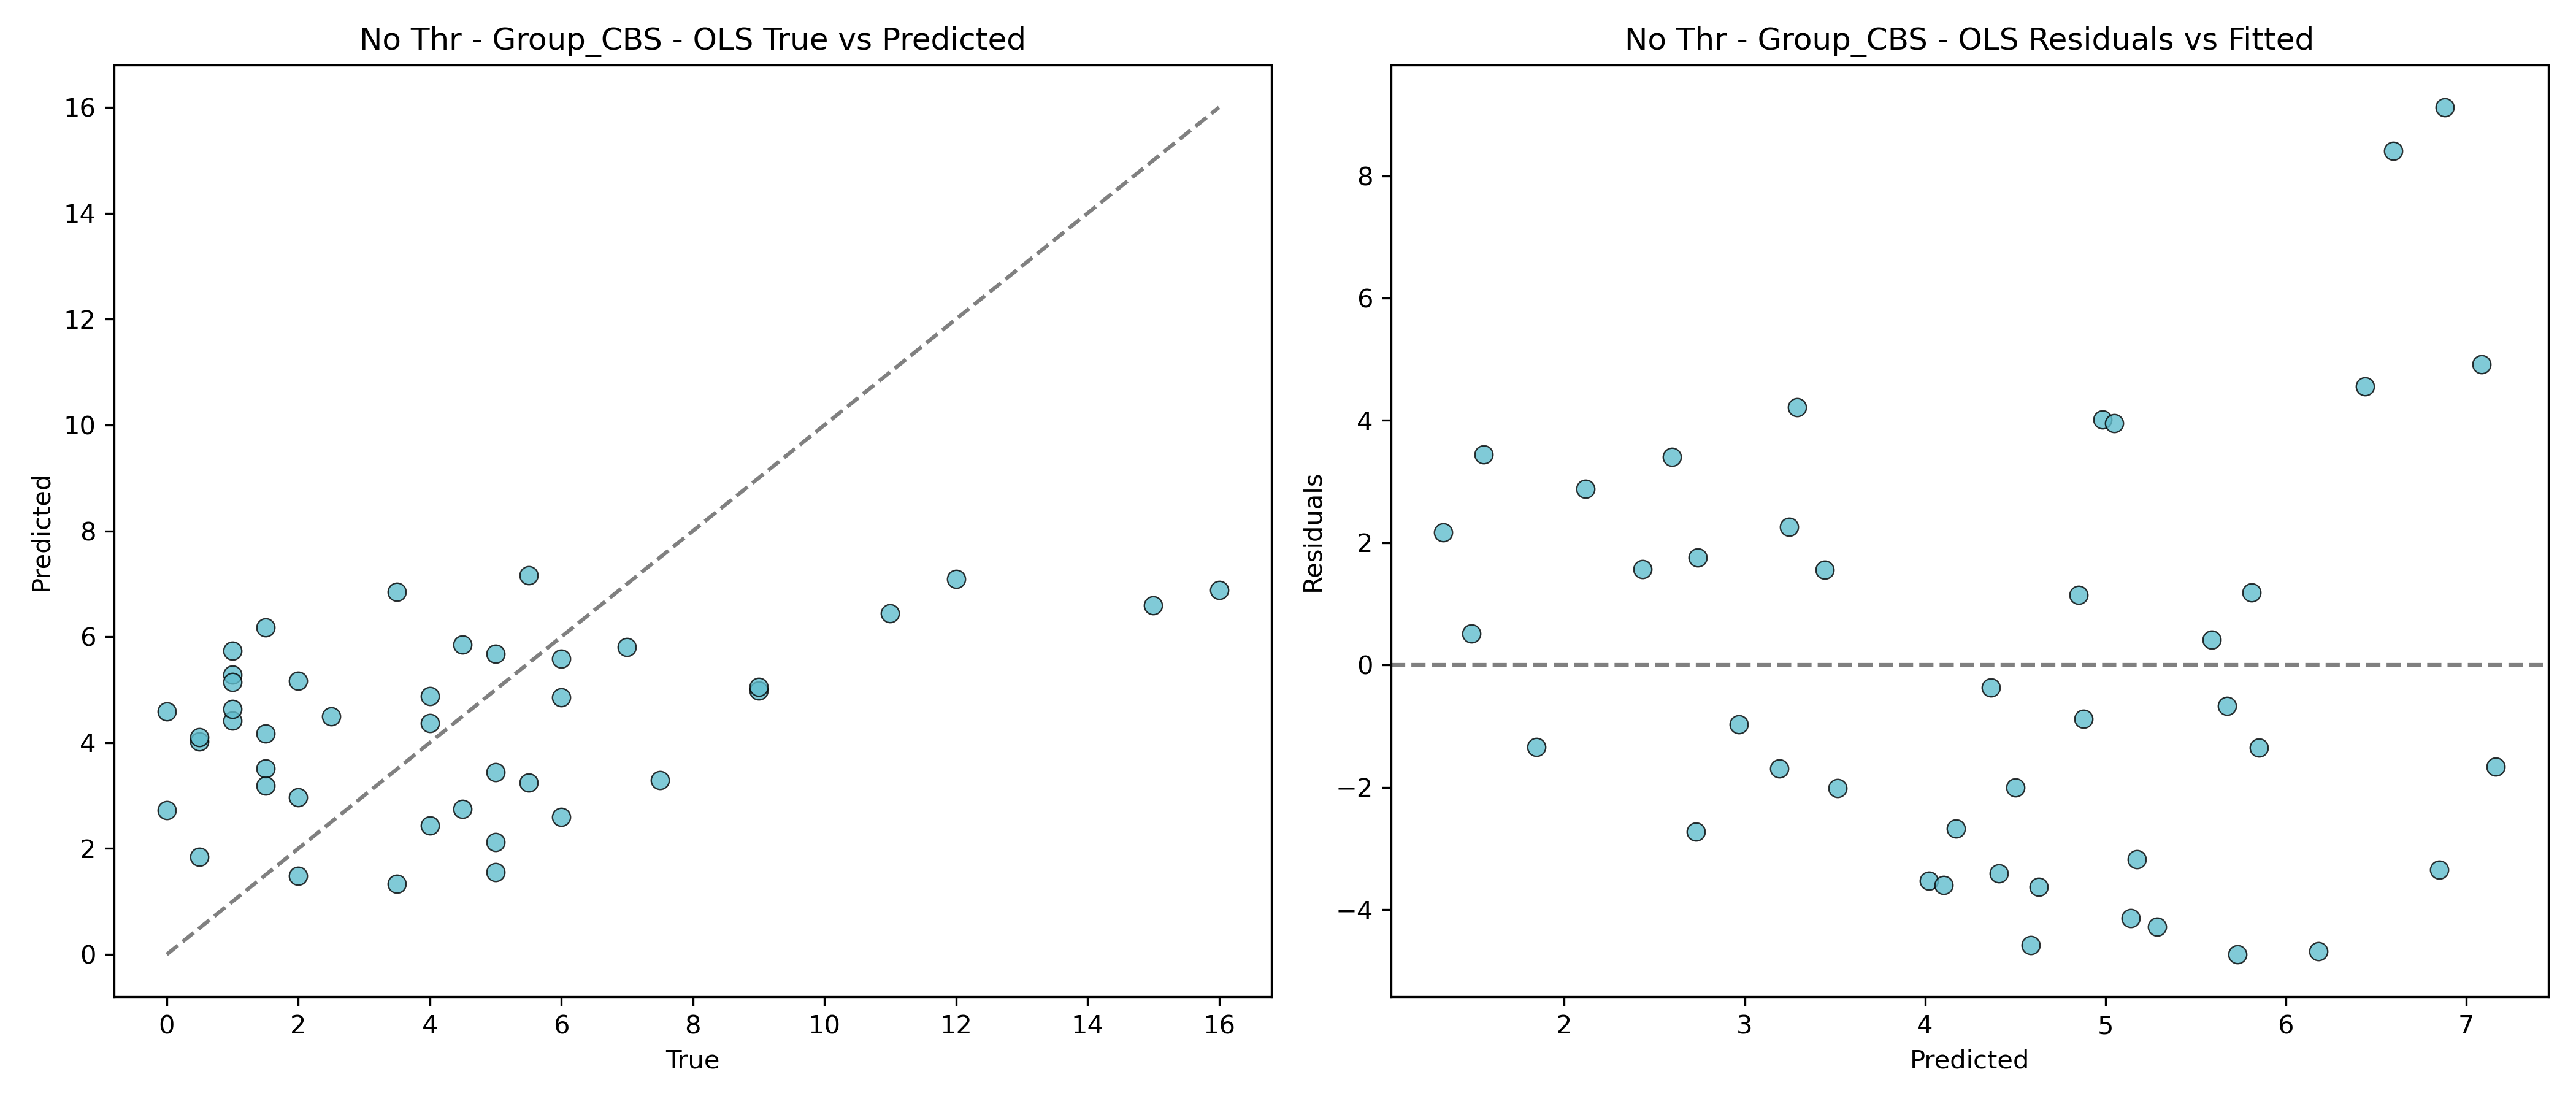 No Thr - Group_CBS - OLS True vs Predicted
16
14
12
10
8
6
4
2
0
Predicted
0 2 4 6 8 10 12 14 16
True
No Thr - Group_CBS - OLS Residuals vs Fitted
8
6
4
2
0
−2
−4
Residuals
2 3 4 5 6 7
Predicted